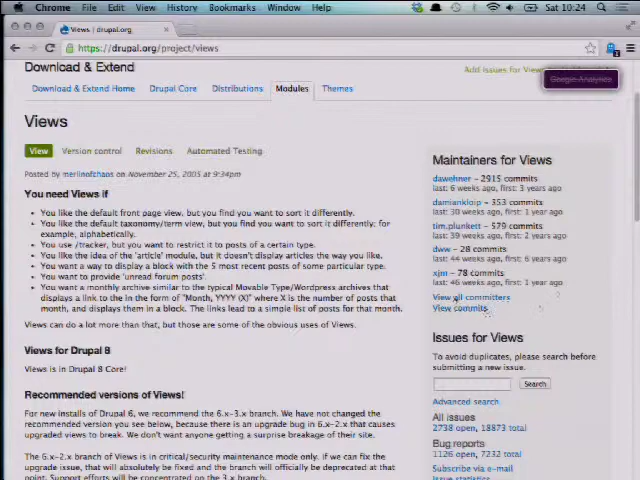 Chrome File Edit View History Bookmarks Window Help Sat 10:24
Views | drupal.org
https://drupal.org/project/views
Download & Extend
Add issues for View
Google Analytics
Download & Extend Home Drupal Core Distributions Modules Themes
Views
View Version control Revisions Automated Testing
Posted by merlinofchaos on November 25, 2005 at 9:34pm
You need Views if
You like the default front page view, but you find you want to sort it differently.
You like the default taxonomy/term view, but you find you want to sort it differently; for
example, alphabetically.
You use /tracker, but you want to restrict it to posts of a certain type.
You like the idea of the 'article' module, but it doesn't display articles the way you like.
You want a way to display a block with the 5 most recent posts of some particular type.
You want to provide 'unread forum posts'.
You want a monthly archive similar to the typical Movable Type/Wordpress archives that
displays a link to the in the form of "Month, YYYY (X)" where X is the number of posts that
month, and displays them in a block. The links lead to a simple list of posts for that month.
Views can do a lot more than that, but those are some of the obvious uses of Views.
Views for Drupal 8
Views is in Drupal 8 Core!
Recommended versions of Views!
For new installs of Drupal 6, we recommend the 6.x-3.x branch. We have not changed the
recommended version you see below, because there is an upgrade bug in 6.x-2.x that causes
upgraded views to break. We don't want anyone getting a surprise breakage of their site.
The 6.x-2.x branch of Views is in critical/security maintenance mode only. If we can fix the
upgrade issue, that will absolutely be fixed and the branch will officially be deprecated at that
point. Support efforts will be concentrated on the 3.x branch.
Maintainers for Views
dawehner – 2915 commits
last: 6 weeks ago, first: 3 years ago
damiankloip – 353 commits
last: 30 weeks ago, first: 1 year ago
tim.plunkett – 579 commits
last: 39 weeks ago, first: 2 years ago
dww – 28 commits
last: 44 weeks ago, first: 6 years ago
xjm – 78 commits
last: 46 weeks ago, first: 1 year ago
View all committers
View commits
Issues for Views
To avoid duplicates, please search before
submitting a new issue.
Search
Advanced search
All issues
2738 open, 18873 total
Bug reports
1126 open, 7232 total
Subscribe via e-mail
Issue statistics